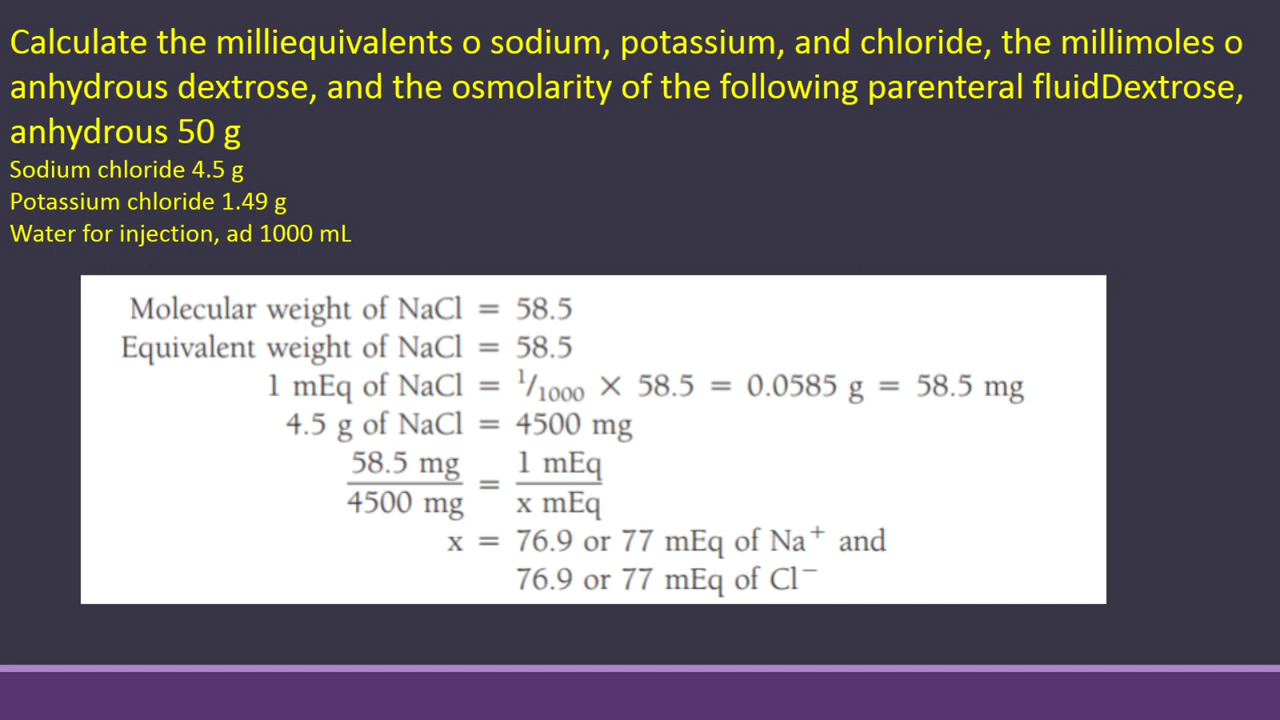 Calculate the milliequivalents o sodium, potassium, and chloride, the millimoles o
anhydrous dextrose, and the osmolarity of the following parenteral fluidDextrose,
anhydrous 50 g
Sodium chloride 4.5 g
Potassium chloride 1.49 g
Water for injection, ad 1000 mL
Molecular weight of NaCl = 58.5
Equivalent weight of NaCl = 58.5
1 mEq of NaCl = 1/1000 × 58.5 = 0.0585 g = 58.5 mg
4.5 g of NaCl = 4500 mg
58.5 mg / 4500 mg = 1 mEq / x mEq
x = 76.9 or 77 mEq of Na⁺ and
76.9 or 77 mEq of Cl⁻